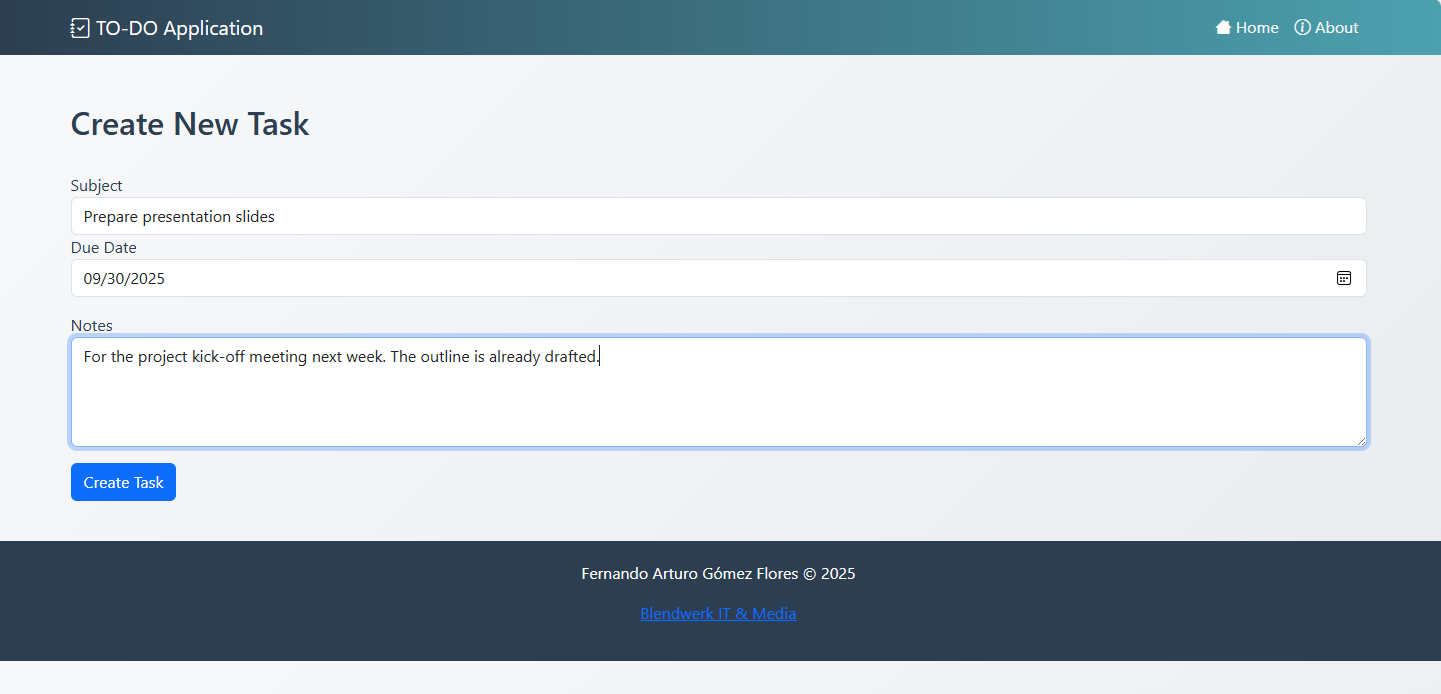 TO-DO Application
Home
About
Create New Task
Subject
Prepare presentation slides
Due Date
09/30/2025
Notes
For the project kick-off meeting next week. The outline is already drafted.
Create Task
Fernando Arturo Gómez Flores © 2025
Blendwerk IT & Media